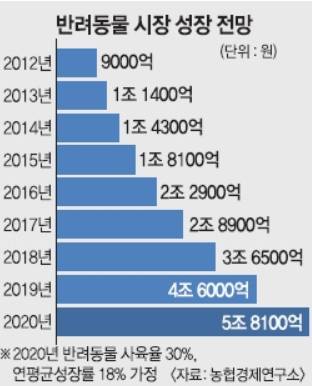 반려동물 시장 성장 전망
(단위 : 원)
2012년 9000억
2013년 1조 1400억
2014년 1조 4300억
2015년 1조 8100억
2016년 2조 2900억
2017년 2조 8900억
2018년 3조 6500억
2019년 4조 6000억
2020년 5조 8100억
※2020년 반려동물 사육율 30%,
연평균성장률 18% 가정 〈자료 : 농협경제연구소〉